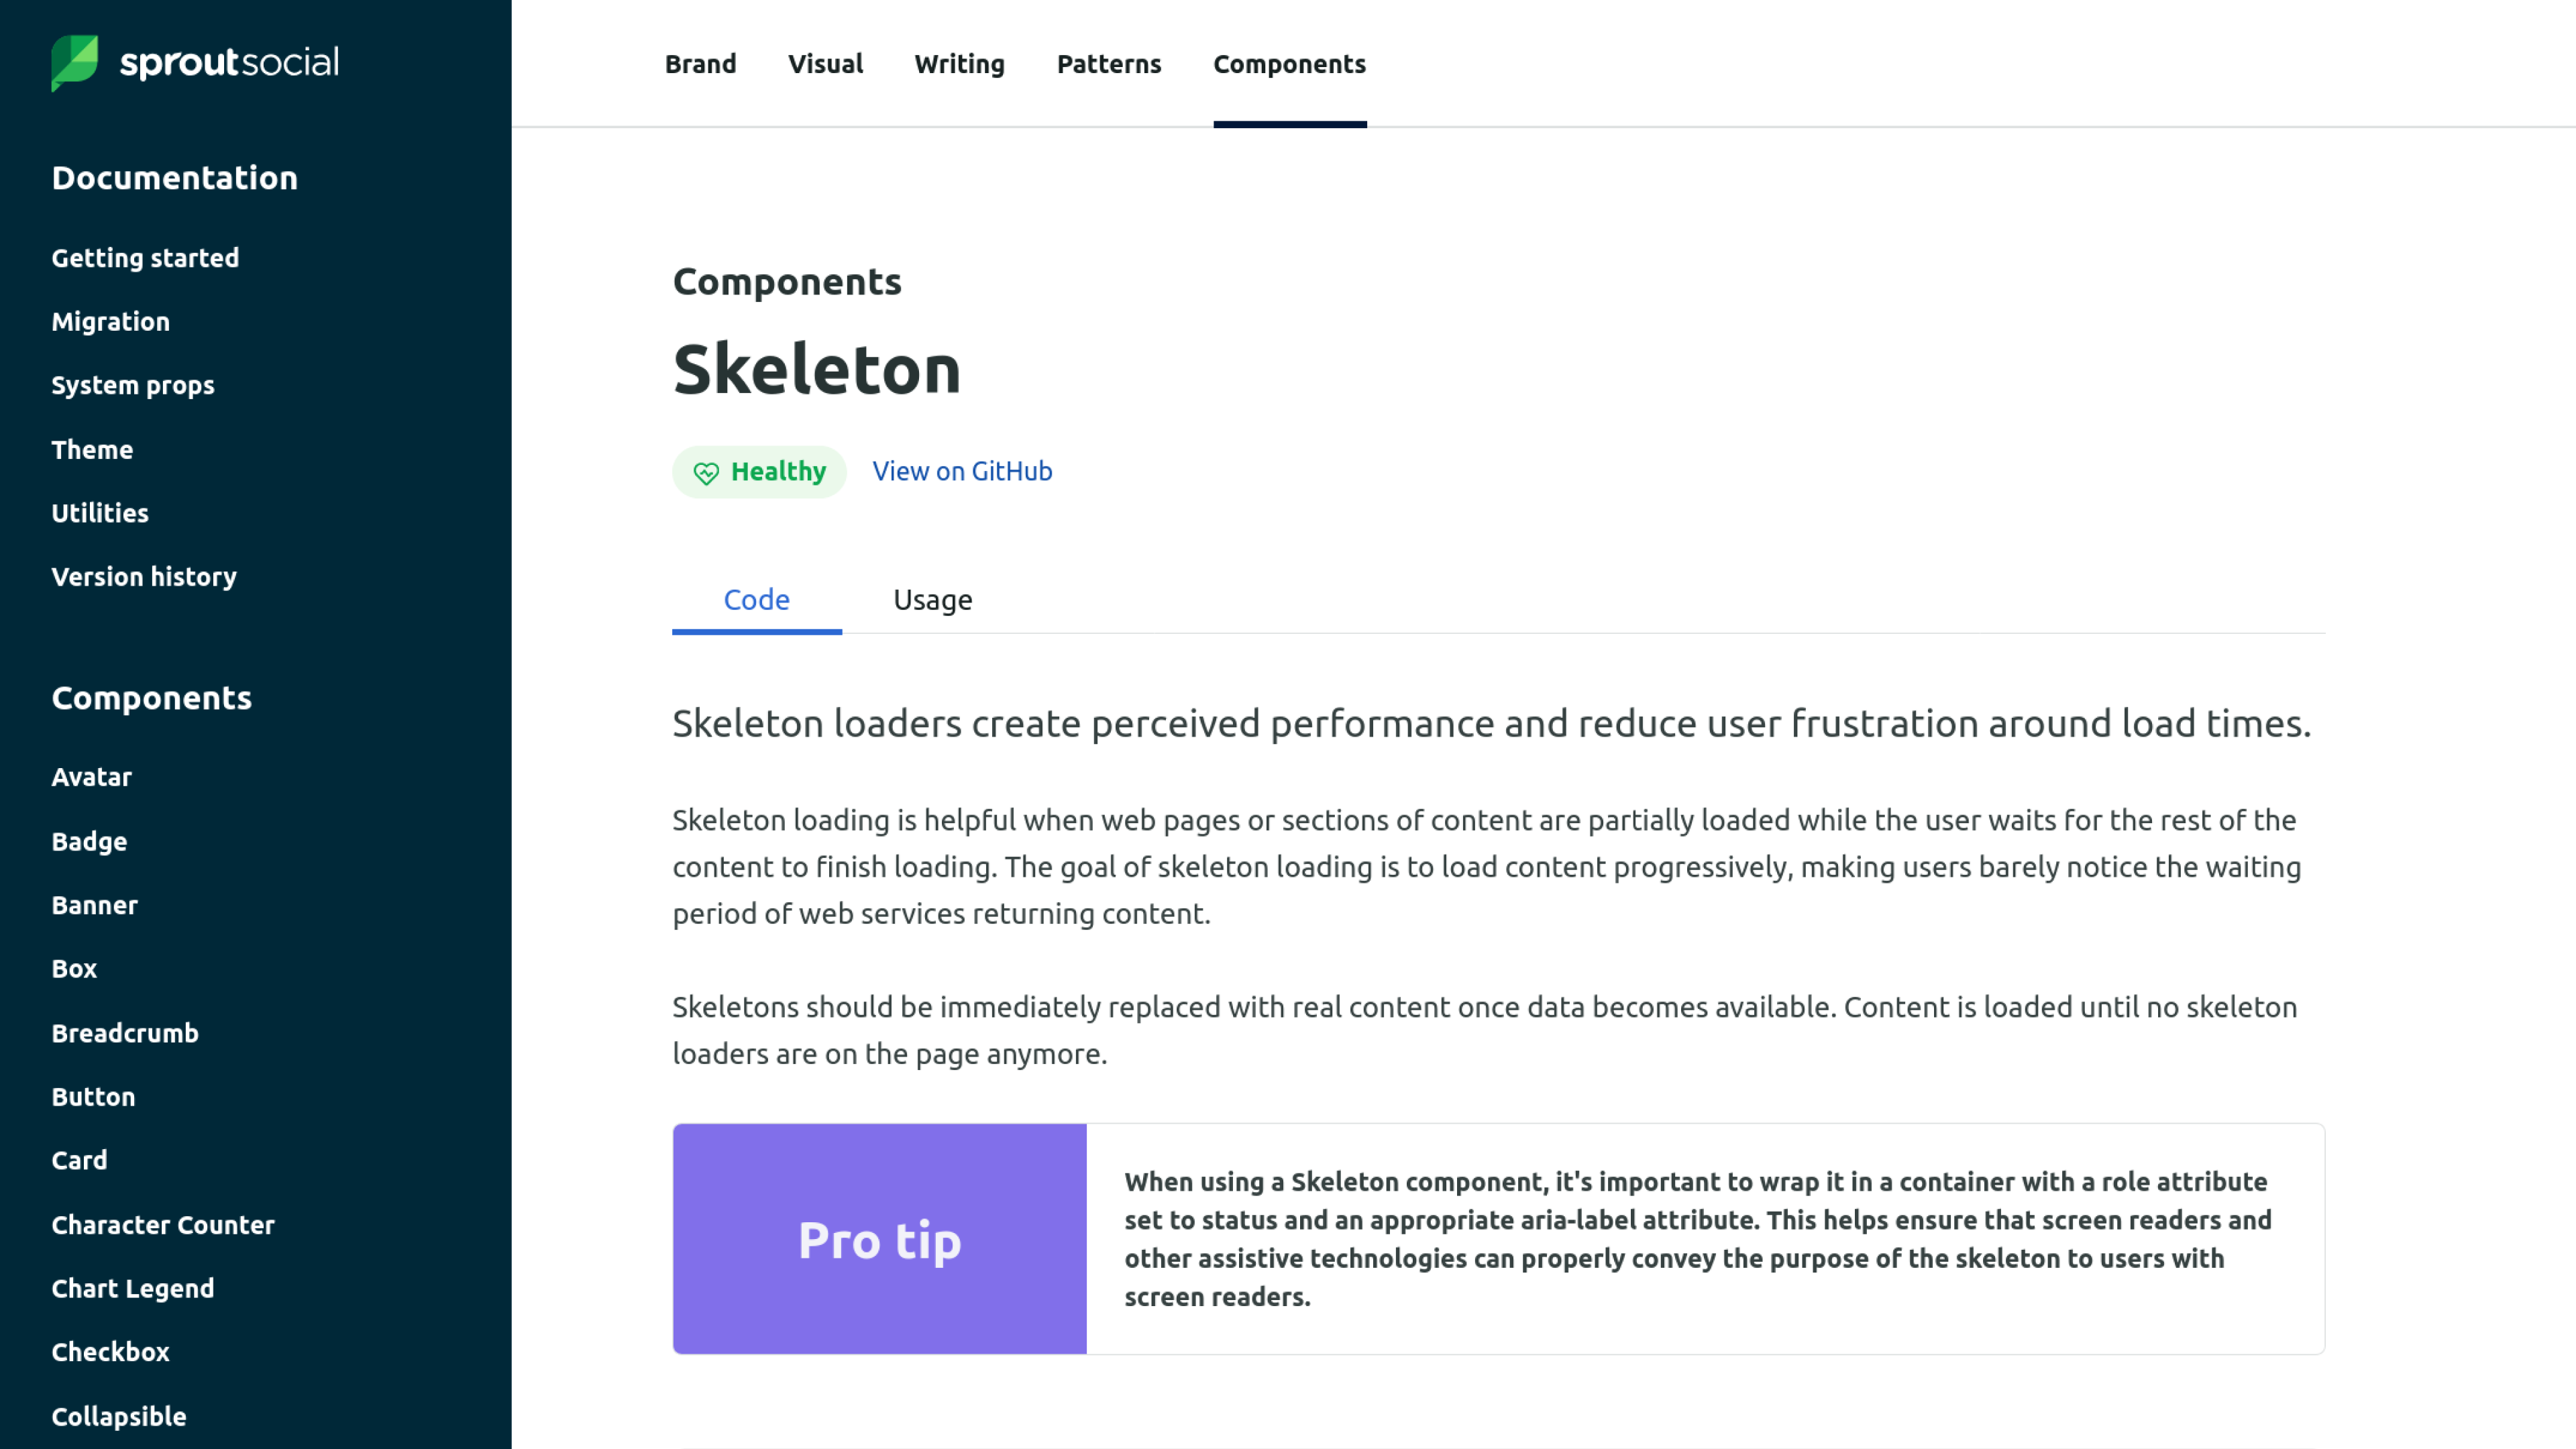 sproutsocial
Documentation
Getting started
Migration
System props
Theme
Utilities
Version history
Components
Avatar
Badge
Banner
Box
Breadcrumb
Button
Card
Character Counter
Chart Legend
Checkbox
Collapsible
Brand Visual Writing Patterns Components
Components
Skeleton
Healthy View on GitHub
Code Usage
Skeleton loaders create perceived performance and reduce user frustration around load times.
Skeleton loading is helpful when web pages or sections of content are partially loaded while the user waits for the rest of the
content to finish loading. The goal of skeleton loading is to load content progressively, making users barely notice the waiting
period of web services returning content.
Skeletons should be immediately replaced with real content once data becomes available. Content is loaded until no skeleton
loaders are on the page anymore.
Pro tip
When using a Skeleton component, it's important to wrap it in a container with a role attribute
set to status and an appropriate aria-label attribute. This helps ensure that screen readers and
other assistive technologies can properly convey the purpose of the skeleton to users with
screen readers.